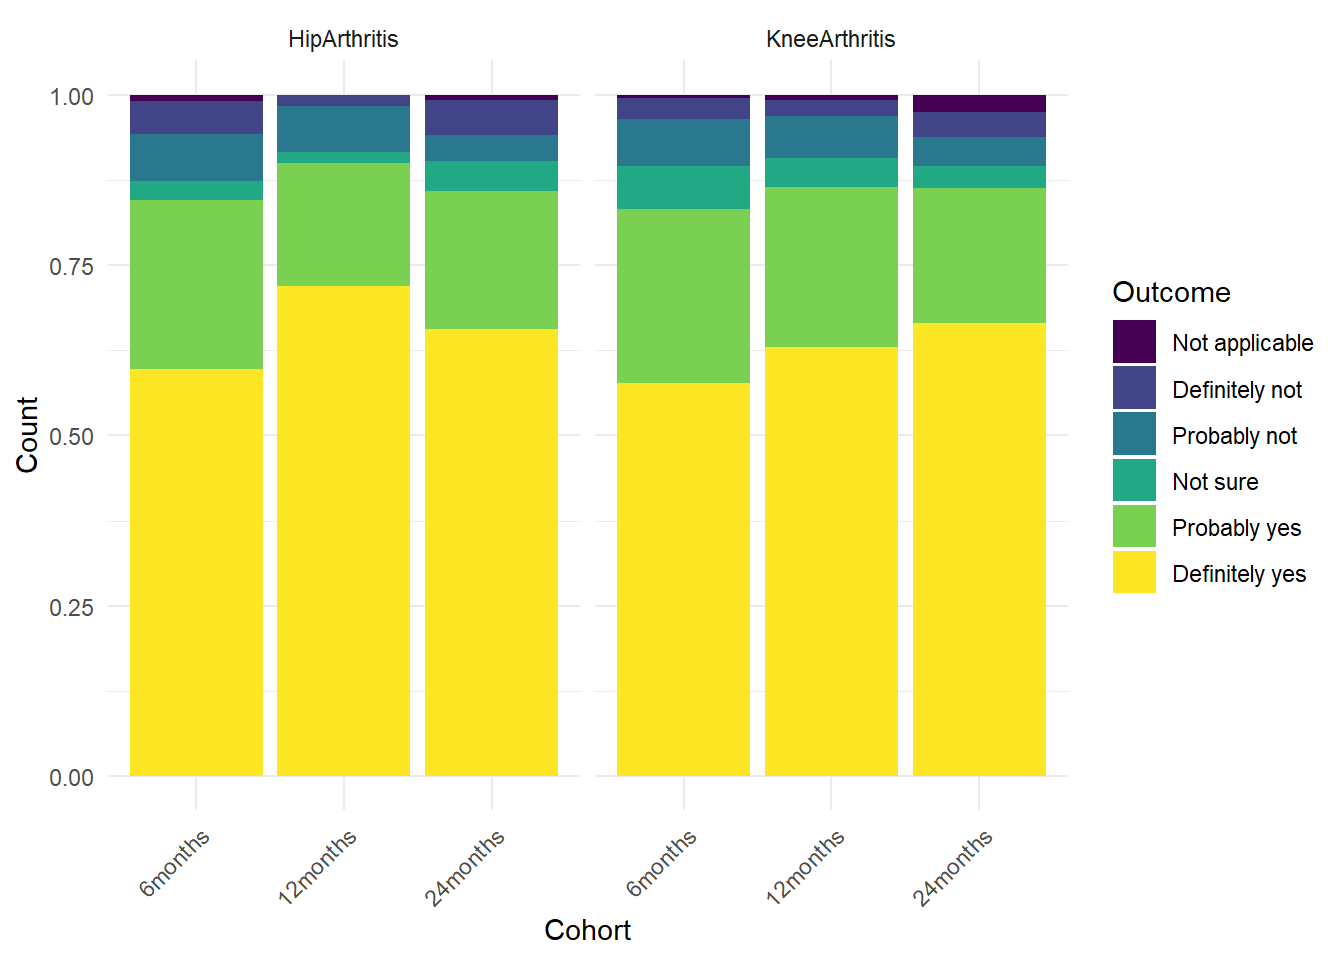 HipArthritis
KneeArthritis
1.00
0.75
0.50
0.25
0.00
Count
6months
12months
24months
6months
12months
24months
Cohort
Outcome
Not applicable
Definitely not
Probably not
Not sure
Probably yes
Definitely yes